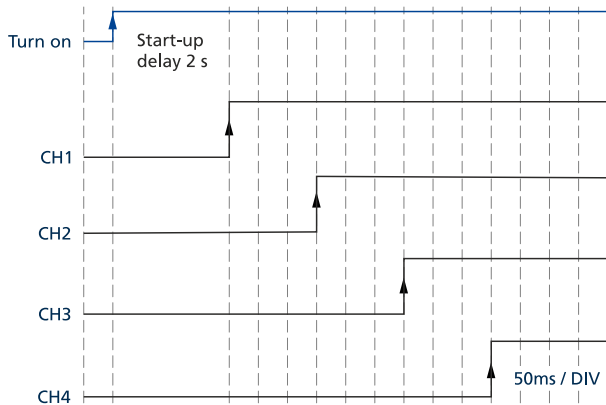 Turn on
Start-up
delay 2 s
CH1
CH2
CH3
CH4
50ms / DIV